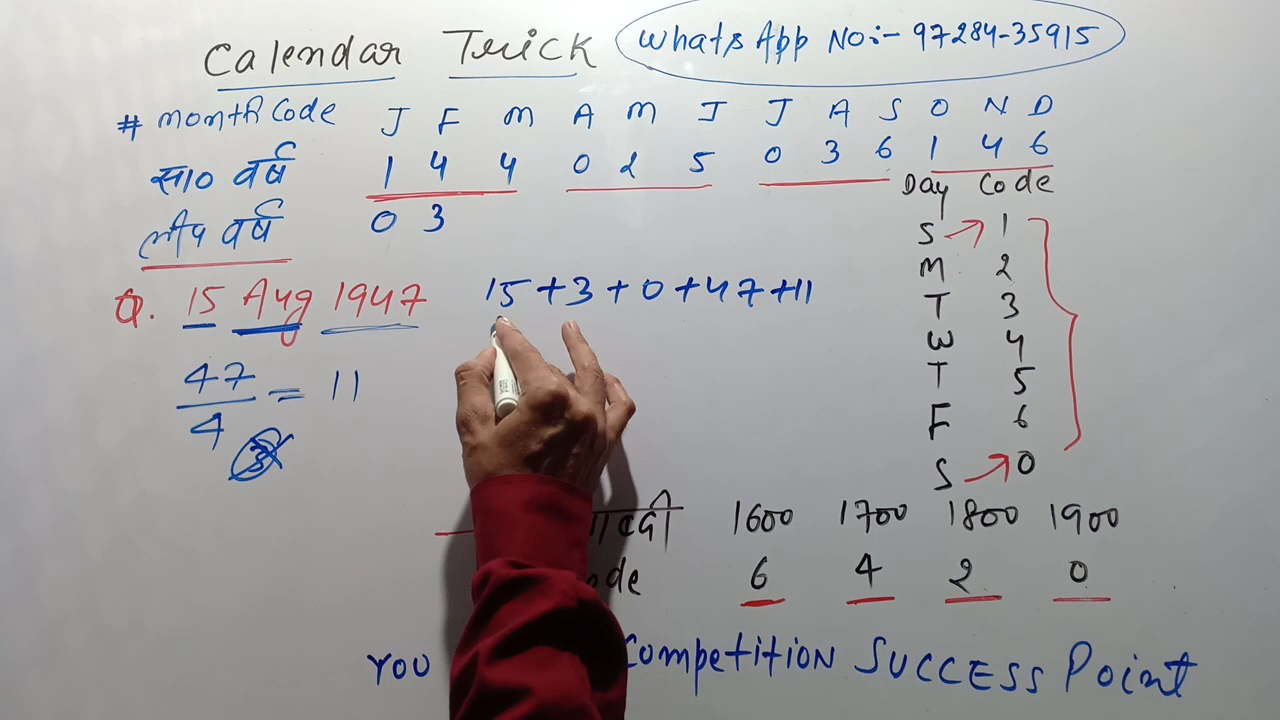 Calendar Trick WhatsApp No:- 97284-35915
# month Code J F M A M J J A S O N D
सा० वर्ष 1 4 4 0 2 5 0 3 6 1 4 6
लीप वर्ष 0 3
Day Code
S → 1
M 2
T 3
W 4
T 5
F 6
S → 0
Q. 15 Aug 1947 15+3+0+47+11
47/4 = 11
1600 1700 1800 1900
6 4 2 0
Competition SUCCESS Point